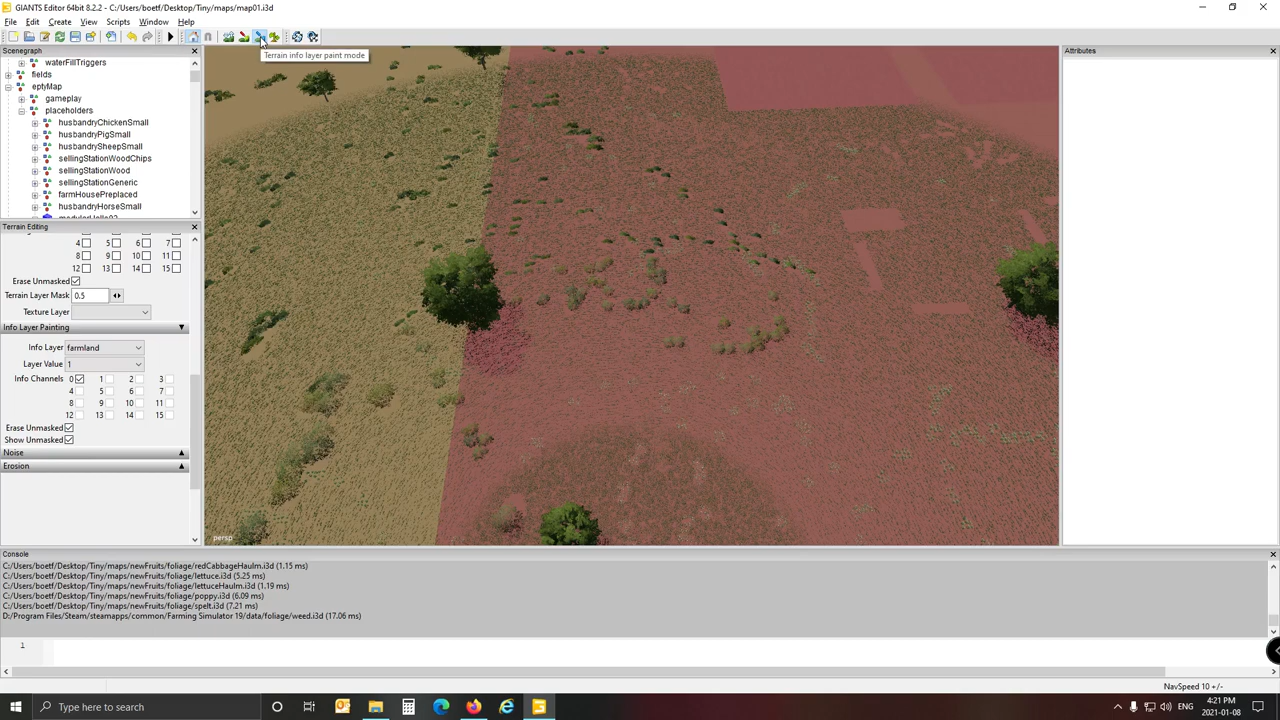 GIANTS Editor 64bit 8.2.2 - C:/Users/boetf/Desktop/Tiny/maps/map01.i3d
File Edit Create View Scripts Window Help
Terrain info layer paint mode
Scenegraph
waterFillTriggers
fields
eptyMap
gameplay
placeholders
husbandryChickenSmall
husbandryPigSmall
husbandrySheepSmall
sellingStationWoodChips
sellingStationWood
sellingStationGeneric
farmHousePreplaced
husbandryHorseSmall
Terrain Editing
4 5 6 7
8 9 10 11
12 13 14 15
Erase Unmasked
Terrain Layer Mask 0.5
Texture Layer
Info Layer Painting
Info Layer farmland
Layer Value 1
Info Channels 0 1 2 3
4 5 6 7
8 9 10 11
12 13 14 15
Erase Unmasked
Show Unmasked
Noise
Erosion
persp
Attributes
Console
C:/Users/boetf/Desktop/Tiny/maps/newFruits/foliage/redCabbageHaulm.i3d (1.15 ms)
C:/Users/boetf/Desktop/Tiny/maps/newFruits/foliage/lettuce.i3d (5.25 ms)
C:/Users/boetf/Desktop/Tiny/maps/newFruits/foliage/lettuceHaulm.i3d (1.19 ms)
C:/Users/boetf/Desktop/Tiny/maps/newFruits/foliage/poppy.i3d (6.09 ms)
C:/Users/boetf/Desktop/Tiny/maps/newFruits/foliage/spelt.i3d (7.21 ms)
D:/Program Files/Steam/steamapps/common/Farming Simulator 19/data/foliage/weed.i3d (17.06 ms)
1
NavSpeed 10 +/-
Type here to search
ENG
4:21 PM
2021-01-08